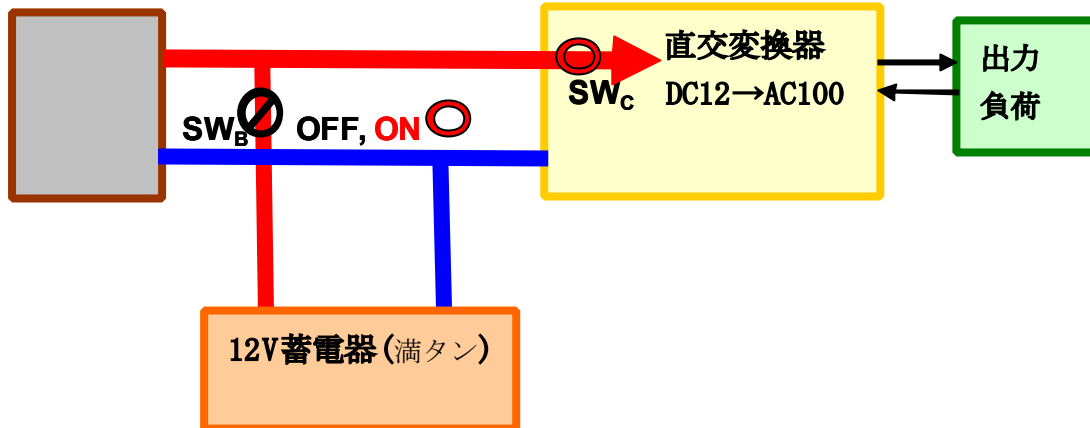 直交変換器
DC12→AC100
SWC
出力
負荷
SWB OFF, ON
12V蓄電器(満タン)